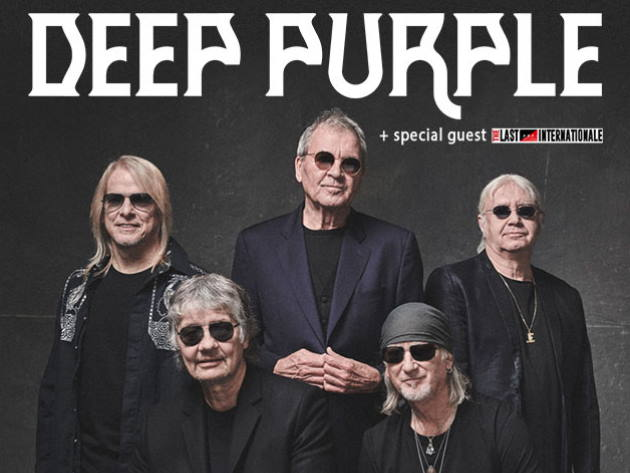 DEEP PURPLE
+ special guest THE LAST INTERNATIONALE